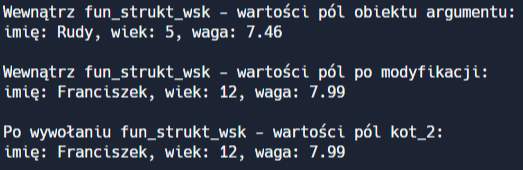 Wewnątrz fun_strukt_wsk – wartości pól obiektu argumentu:
imię: Rudy, wiek: 5, waga: 7.46
Wewnątrz fun_strukt_wsk – wartości pól po modyfikacji:
imię: Franciszek, wiek: 12, waga: 7.99
Po wywołaniu fun_strukt_wsk – wartości pól kot_2:
imię: Franciszek, wiek: 12, waga: 7.99